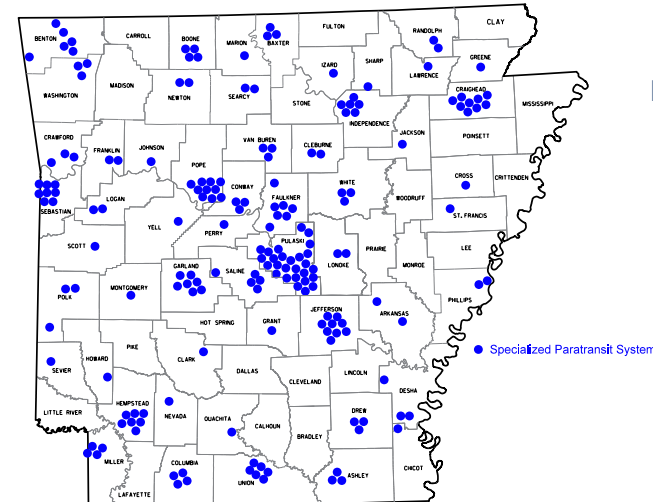 CLAY
FULTON
RANDOLPH
BENTON
CARROLL
BOONE
MARION
BAXTER
SHARP
IZARD
GREENE
LAWRENCE
MADISON
WASHINGTON
NEWTON
SEARCY
STONE
CRAIGHEAD
MISSISSIPPI
INDEPENDENCE
JACKSON
POINSETT
CRAWFORD
FRANKLIN
JOHNSON
VAN BUREN
CLEBURNE
POPE
CONWAY
WHITE
CROSS
CRITTENDEN
LOGAN
FAULKNER
WOODRUFF
SEBASTIAN
ST. FRANCIS
YELL
PERRY
PULASKI
SCOTT
PRAIRIE
LEE
GARLAND
SALINE
LONOKE
MONROE
POLK
MONTGOMERY
PHILLIPS
HOT SPRING
GRANT
JEFFERSON
ARKANSAS
PIKE
CLARK
Specialized Paratransit System
SEVIER
HOWARD
DALLAS
LINCOLN
CLEVELAND
DESHA
LITTLE RIVER
HEMPSTEAD
NEVADA
OUACHITA
CALHOUN
DREW
BRADLEY
MILLER
COLUMBIA
UNION
ASHLEY
CHICOT
LAFAYETTE